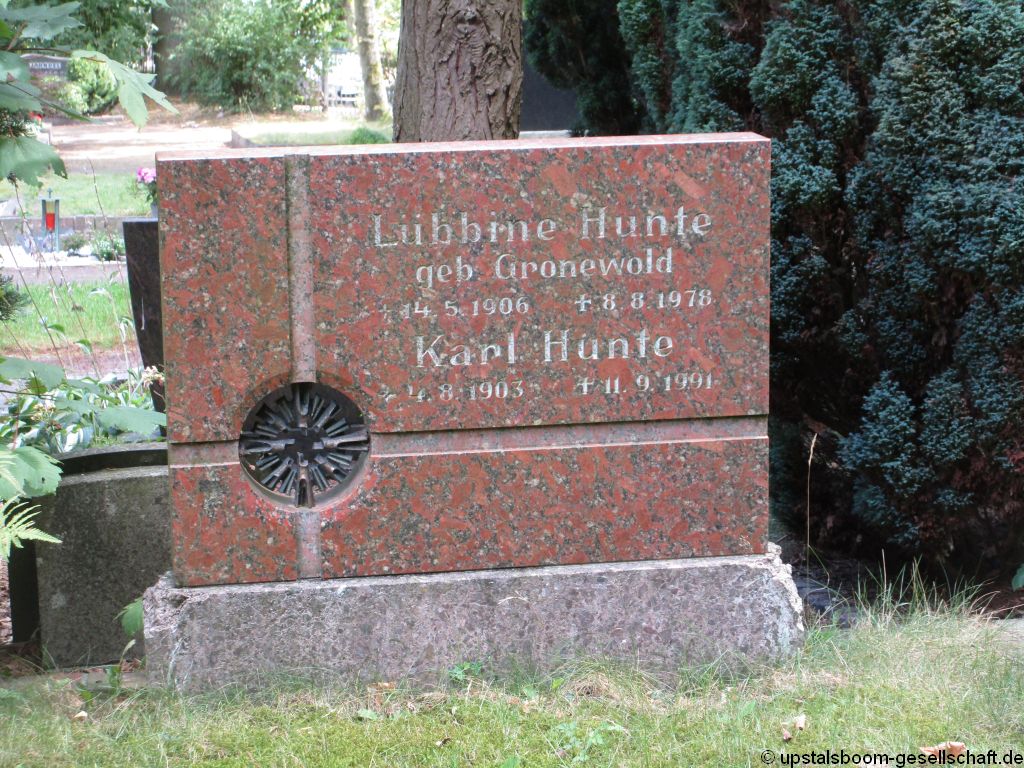 Lübbine Hunte
geb Gronewold
14. 5. 1906 ✝ 8. 8. 1978
Karl Hunte
4. 8. 1903 ✝ 11. 9. 1991
© upstalsboom-gesellschaft.de